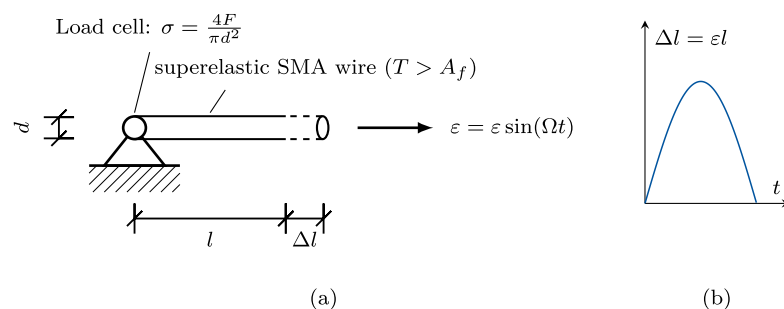 Load cell: σ = 4F/πd²
superelastic SMA wire (T > A_f)
d
ε = ε sin(Ωt)
l
Δl
(a)
Δl = εl
t
(b)